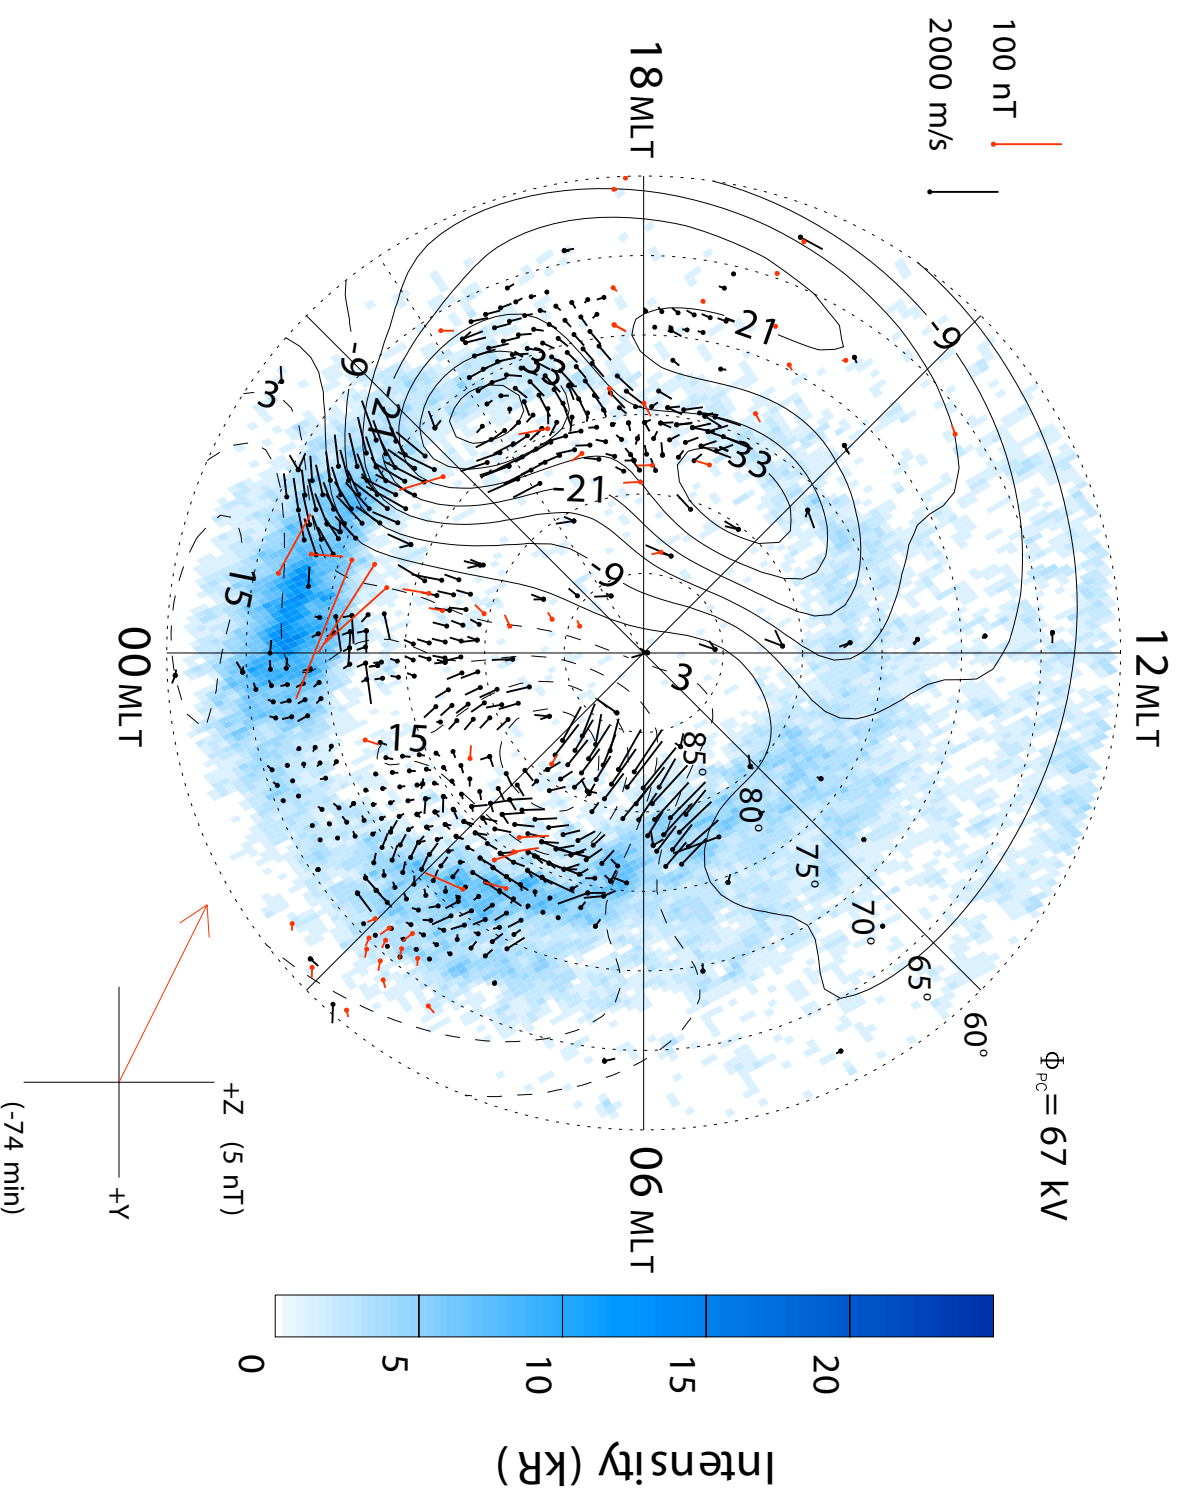 100 nT
2000 m/s
18 MLT
12 MLT
06 MLT
00 MLT
-9
-9
-9
-21
-21
-27
-33
-33
3
3
15
15
85°
80°
75°
70°
65°
60°
Φ PC = 67 kV
+Z (5 nT)
+Y
(-74 min)
0
5
10
15
20
Intensity (kR)